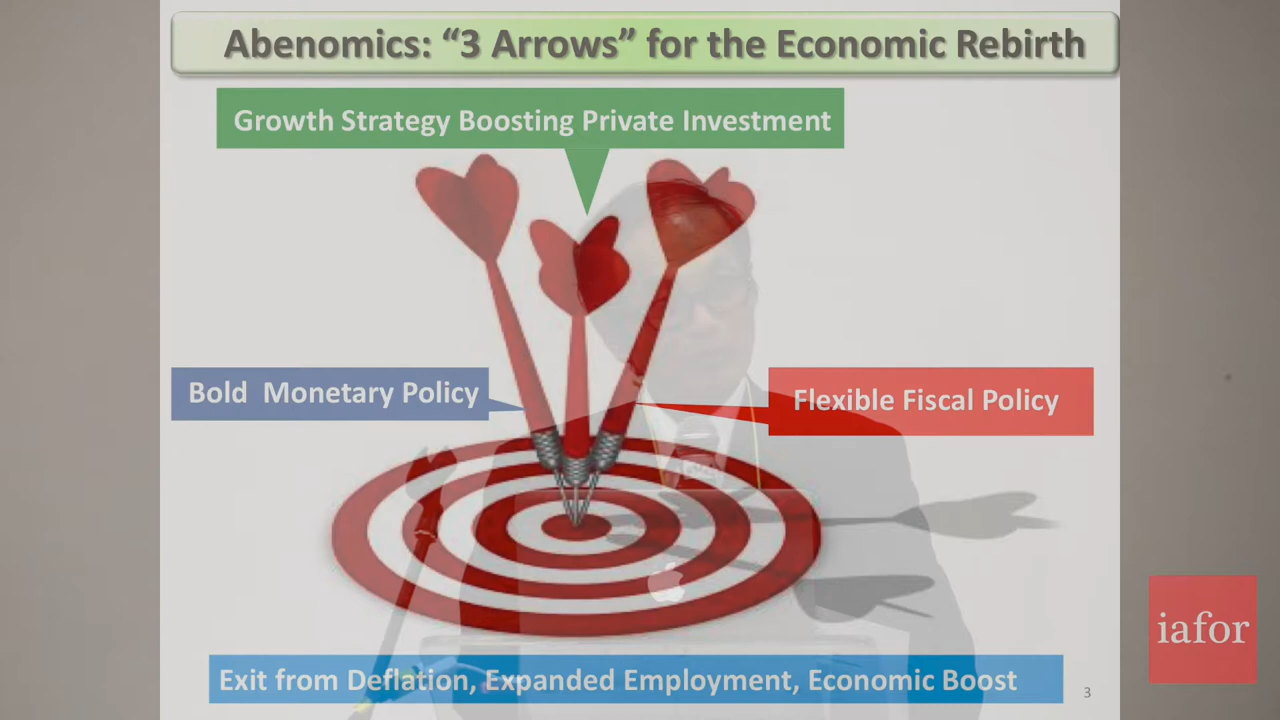 Abenomics: “3 Arrows” for the Economic Rebirth
Growth Strategy Boosting Private Investment
Bold Monetary Policy
Flexible Fiscal Policy
Exit from Deflation, Expanded Employment, Economic Boost
3
iafor